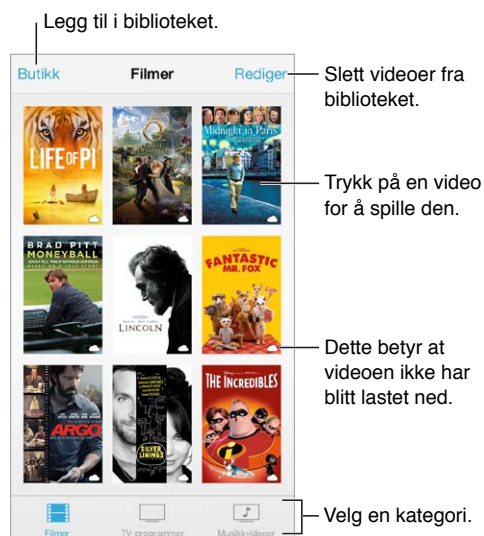 Legg til i biblioteket.
Butikk Filmer Rediger
Slett videoer fra
biblioteket.
LIFE OF PI
Midnight in Paris
Trykk på en video
for å spille den.
BRAD PITT
MONEYBALL
LINCOLN
FANTASTIC
MR. FOX
Dette betyr at
videoen ikke har
blitt lastet ned.
ARGO
SILVER
LININGS
THE INCREDIBLES
Filmer TV-programmer Musikkvideoer
Velg en kategori.